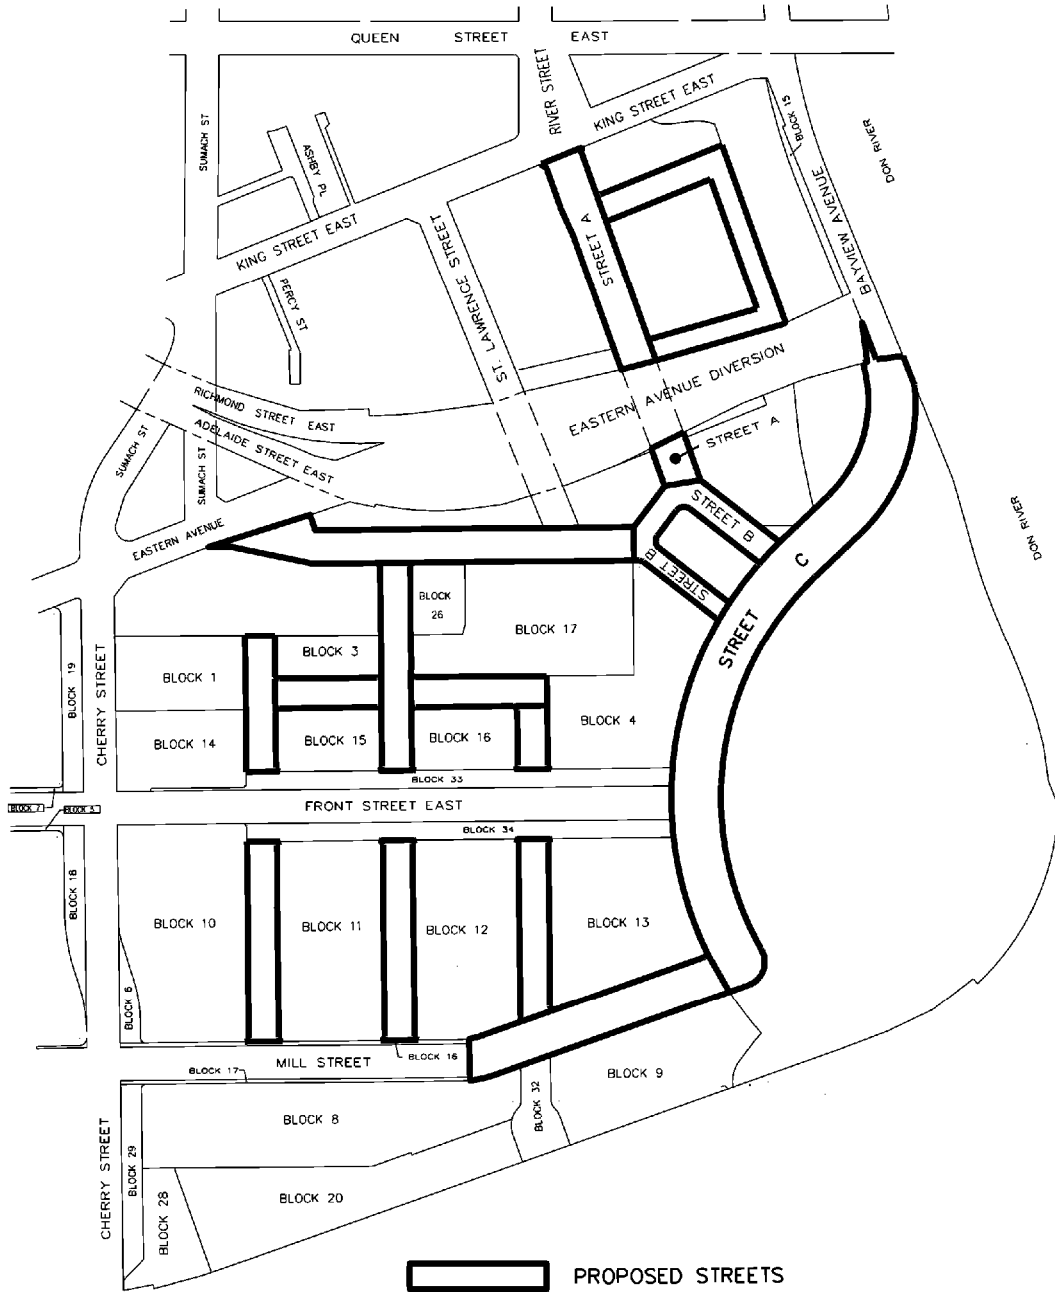 QUEEN STREET EAST
RIVER STREET
KING STREET EAST
SUMACH ST
ASHBY PL
BLOCK 15
DON RIVER
BAYVIEW AVENUE
KING STREET EAST
STREET A
PERCY ST
ST. LAWRENCE STREET
EASTERN AVENUE DIVERSION
RICHMOND STREET EAST
ADELAIDE STREET EAST
STREET A
SUMACH ST
SUMACH ST
STREET B
DON RIVER
EASTERN AVENUE
STREET B
STREET C
BLOCK 26
BLOCK 17
BLOCK 19
CHERRY STREET
BLOCK 1
BLOCK 3
BLOCK 4
BLOCK 14
BLOCK 15
BLOCK 16
BLOCK 33
BLOCK 7
BLOCK 5
FRONT STREET EAST
BLOCK 34
BLOCK 18
BLOCK 10
BLOCK 11
BLOCK 12
BLOCK 13
BLOCK 6
MILL STREET
BLOCK 16
BLOCK 17
BLOCK 9
BLOCK 32
BLOCK 8
CHERRY STREET
BLOCK 29
BLOCK 28
BLOCK 20
PROPOSED STREETS